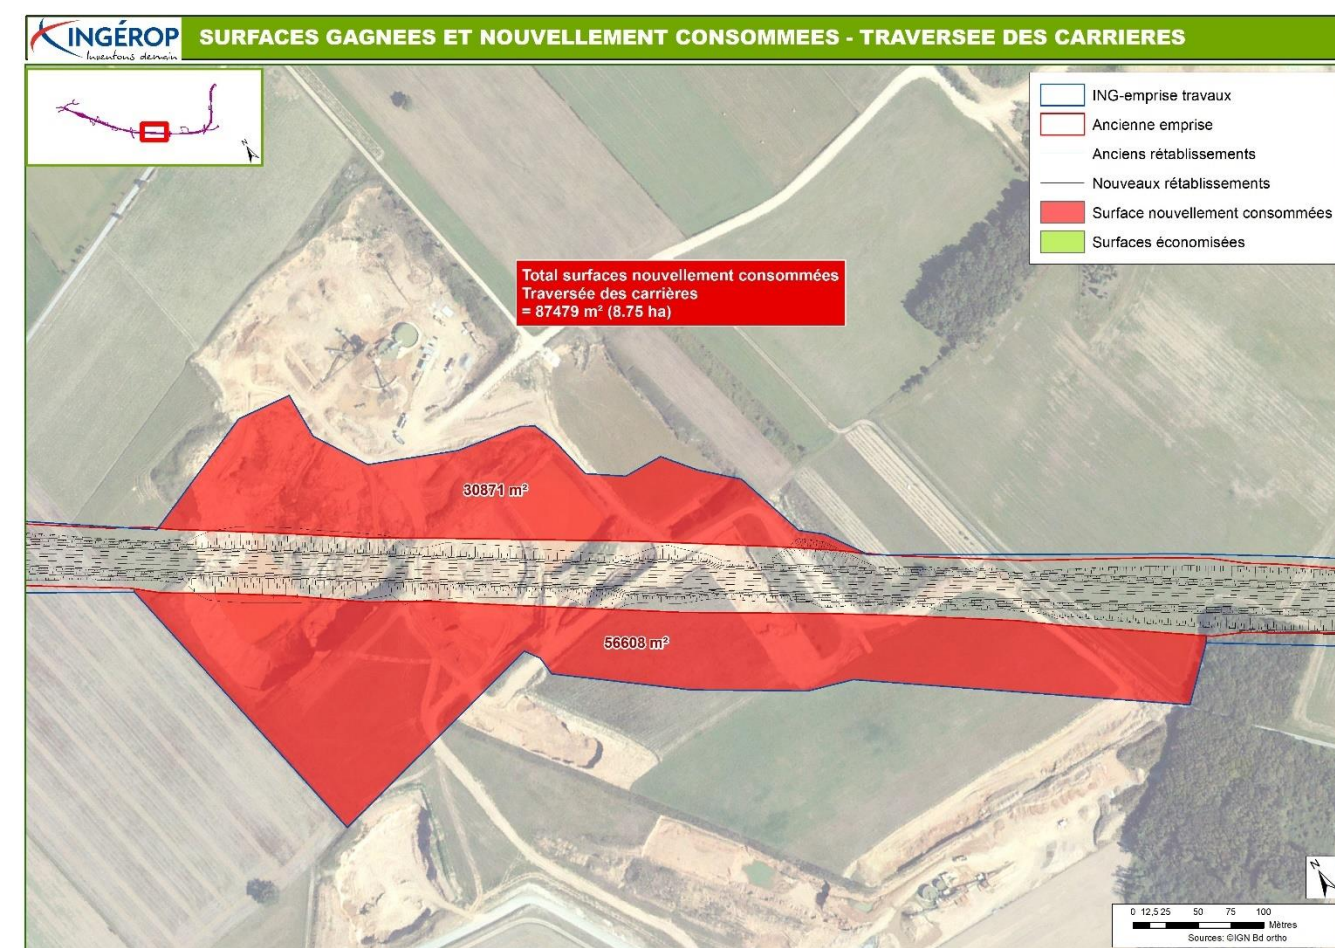 INGÉROP
Inventons demain
SURFACES GAGNEES ET NOUVELLEMENT CONSOMMEES - TRAVERSEE DES CARRIERES
N
ING-emprise travaux
Ancienne emprise
Anciens rétablissements
Nouveaux rétablissements
Surface nouvellement consommées
Surfaces économisées
Total surfaces nouvellement consommées
Traversée des carrières
= 87479 m² (8.75 ha)
30871 m²
56608 m²
N
0 12,5 25 50 75 100
Mètres
Sources: ©IGN Bd ortho